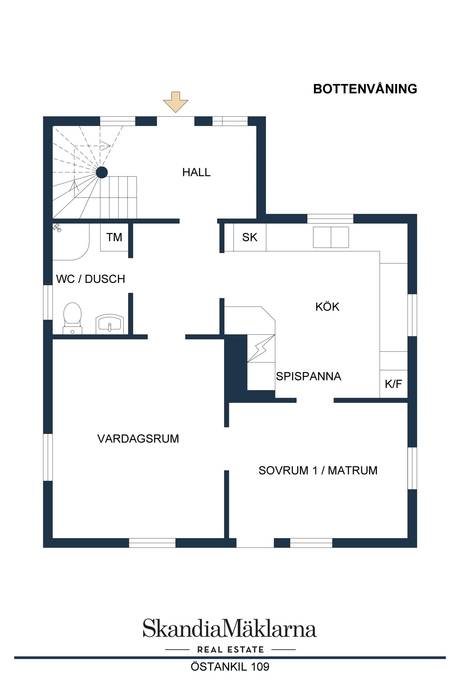 BOTTENVÅNING
HALL
TM
SK
WC / DUSCH
KÖK
SPISPANNA
K/F
VARDAGSRUM
SOVRUM 1 / MATRUM
SkandiaMäklarna
REAL ESTATE
ÖSTANKIL 109